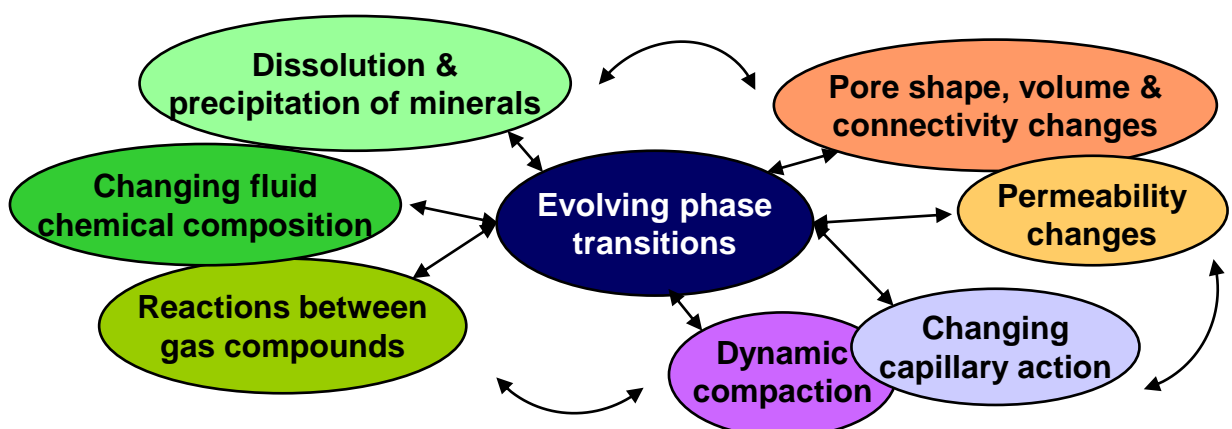 Dissolution &
precipitation of minerals
Pore shape, volume &
connectivity changes
Changing fluid
chemical composition
Evolving phase
transitions
Permeability
changes
Reactions between
gas compounds
Dynamic
compaction
Changing
capillary action